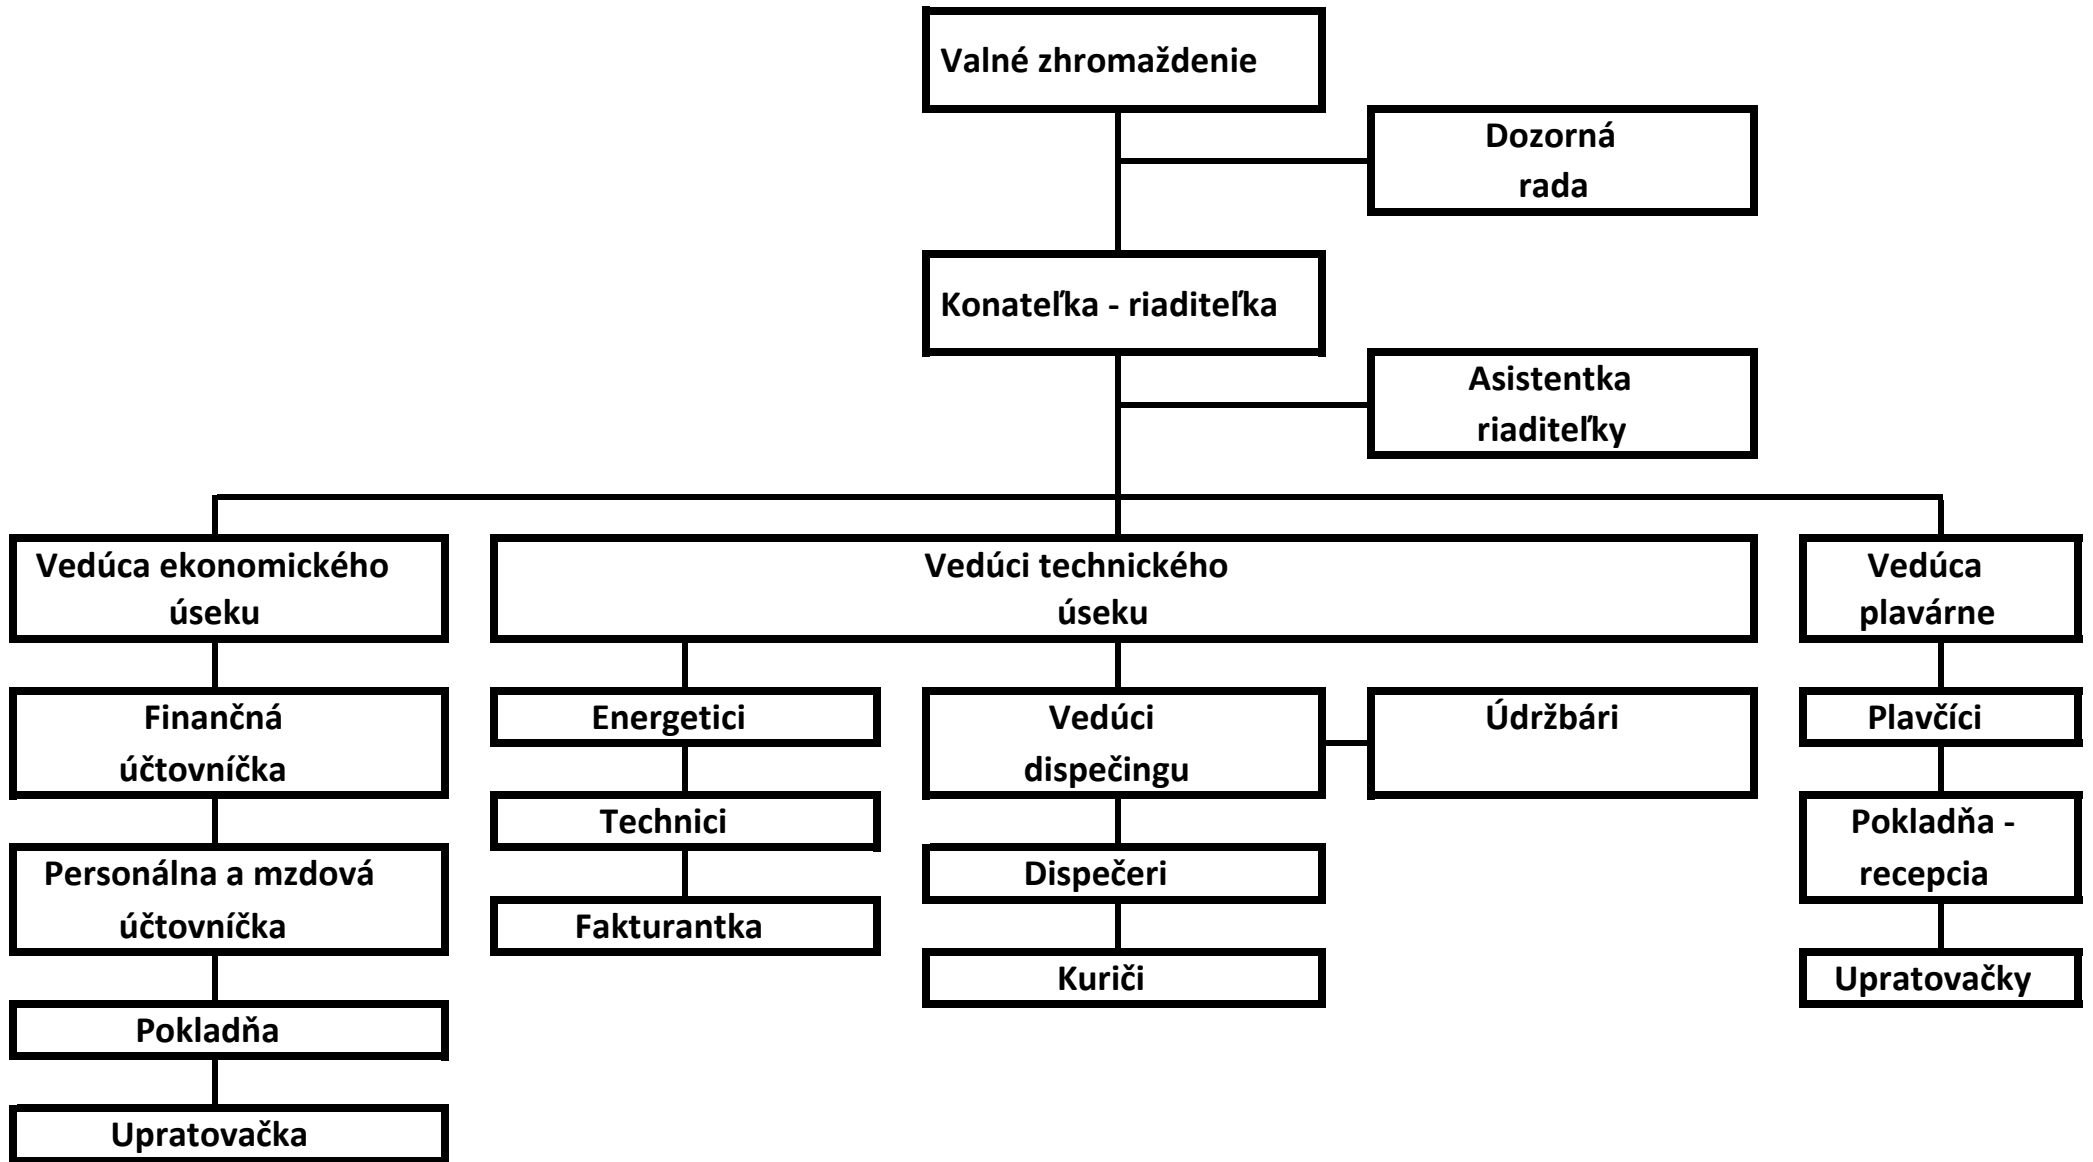 Valné zhromaždenie
Dozorná
rada
Konateľka - riaditeľka
Asistentka
riaditeľky
Vedúca ekonomického
úseku
Vedúci technického
úseku
Vedúca
plavárne
Finančná
účtovníčka
Energetici
Vedúci
dispečingu
Údržbári
Plavčíci
Technici
Pokladňa -
recepcia
Personálna a mzdová
účtovníčka
Dispečeri
Fakturantka
Kuriči
Upratovačky
Pokladňa
Upratovačka